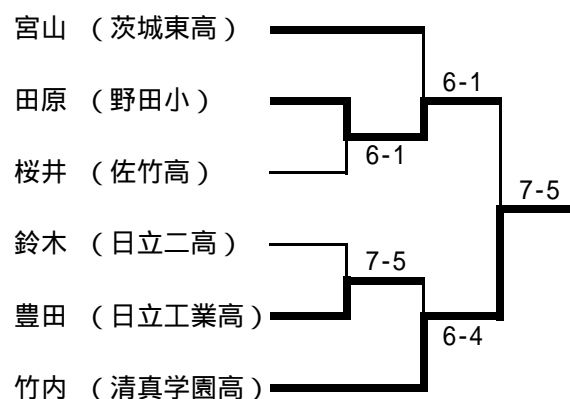 宮山 （茨城東高）
6-1
田原 （野田小）
6-1
桜井 （佐竹高）
7-5
鈴木 （日立二高）
7-5
豊田 （日立工業高）
6-4
竹内 （清真学園高）